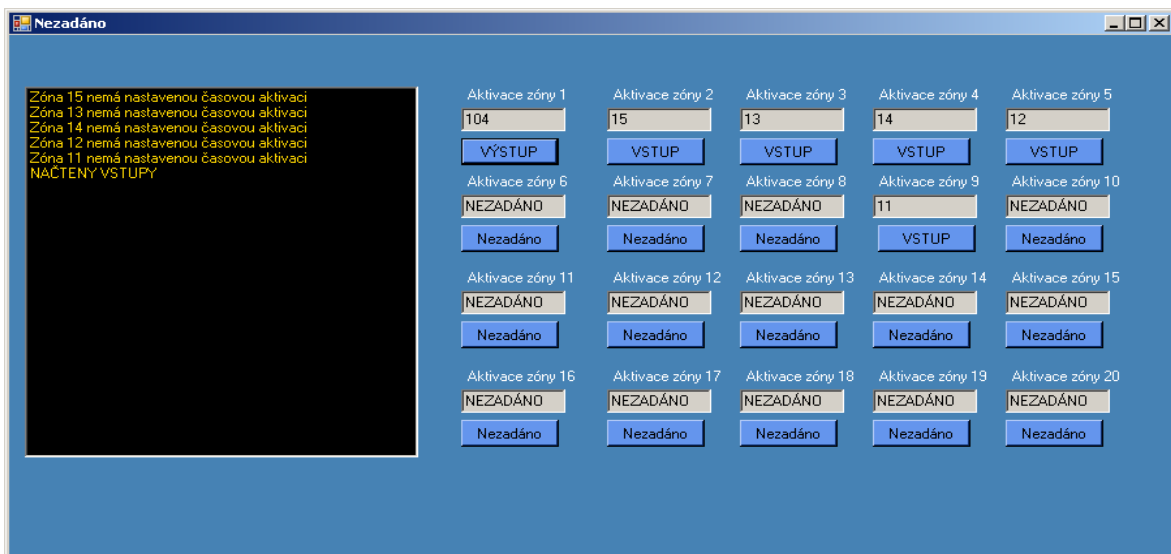 Nezadáno
Zóna 15 nemá nastavenou časovou aktivaci
Zóna 13 nemá nastavenou časovou aktivaci
Zóna 14 nemá nastavenou časovou aktivaci
Zóna 12 nemá nastavenou časovou aktivaci
Zóna 11 nemá nastavenou časovou aktivaci
NAČTENY VSTUPY
Aktivace zóny 1 Aktivace zóny 2 Aktivace zóny 3 Aktivace zóny 4 Aktivace zóny 5
104 15 13 14 12
VÝSTUP VSTUP VSTUP VSTUP VSTUP
Aktivace zóny 6 Aktivace zóny 7 Aktivace zóny 8 Aktivace zóny 9 Aktivace zóny 10
NEZADÁNO NEZADÁNO NEZADÁNO 11 NEZADÁNO
Nezadáno Nezadáno Nezadáno VSTUP Nezadáno
Aktivace zóny 11 Aktivace zóny 12 Aktivace zóny 13 Aktivace zóny 14 Aktivace zóny 15
NEZADÁNO NEZADÁNO NEZADÁNO NEZADÁNO NEZADÁNO
Nezadáno Nezadáno Nezadáno Nezadáno Nezadáno
Aktivace zóny 16 Aktivace zóny 17 Aktivace zóny 18 Aktivace zóny 19 Aktivace zóny 20
NEZADÁNO NEZADÁNO NEZADÁNO NEZADÁNO NEZADÁNO
Nezadáno Nezadáno Nezadáno Nezadáno Nezadáno